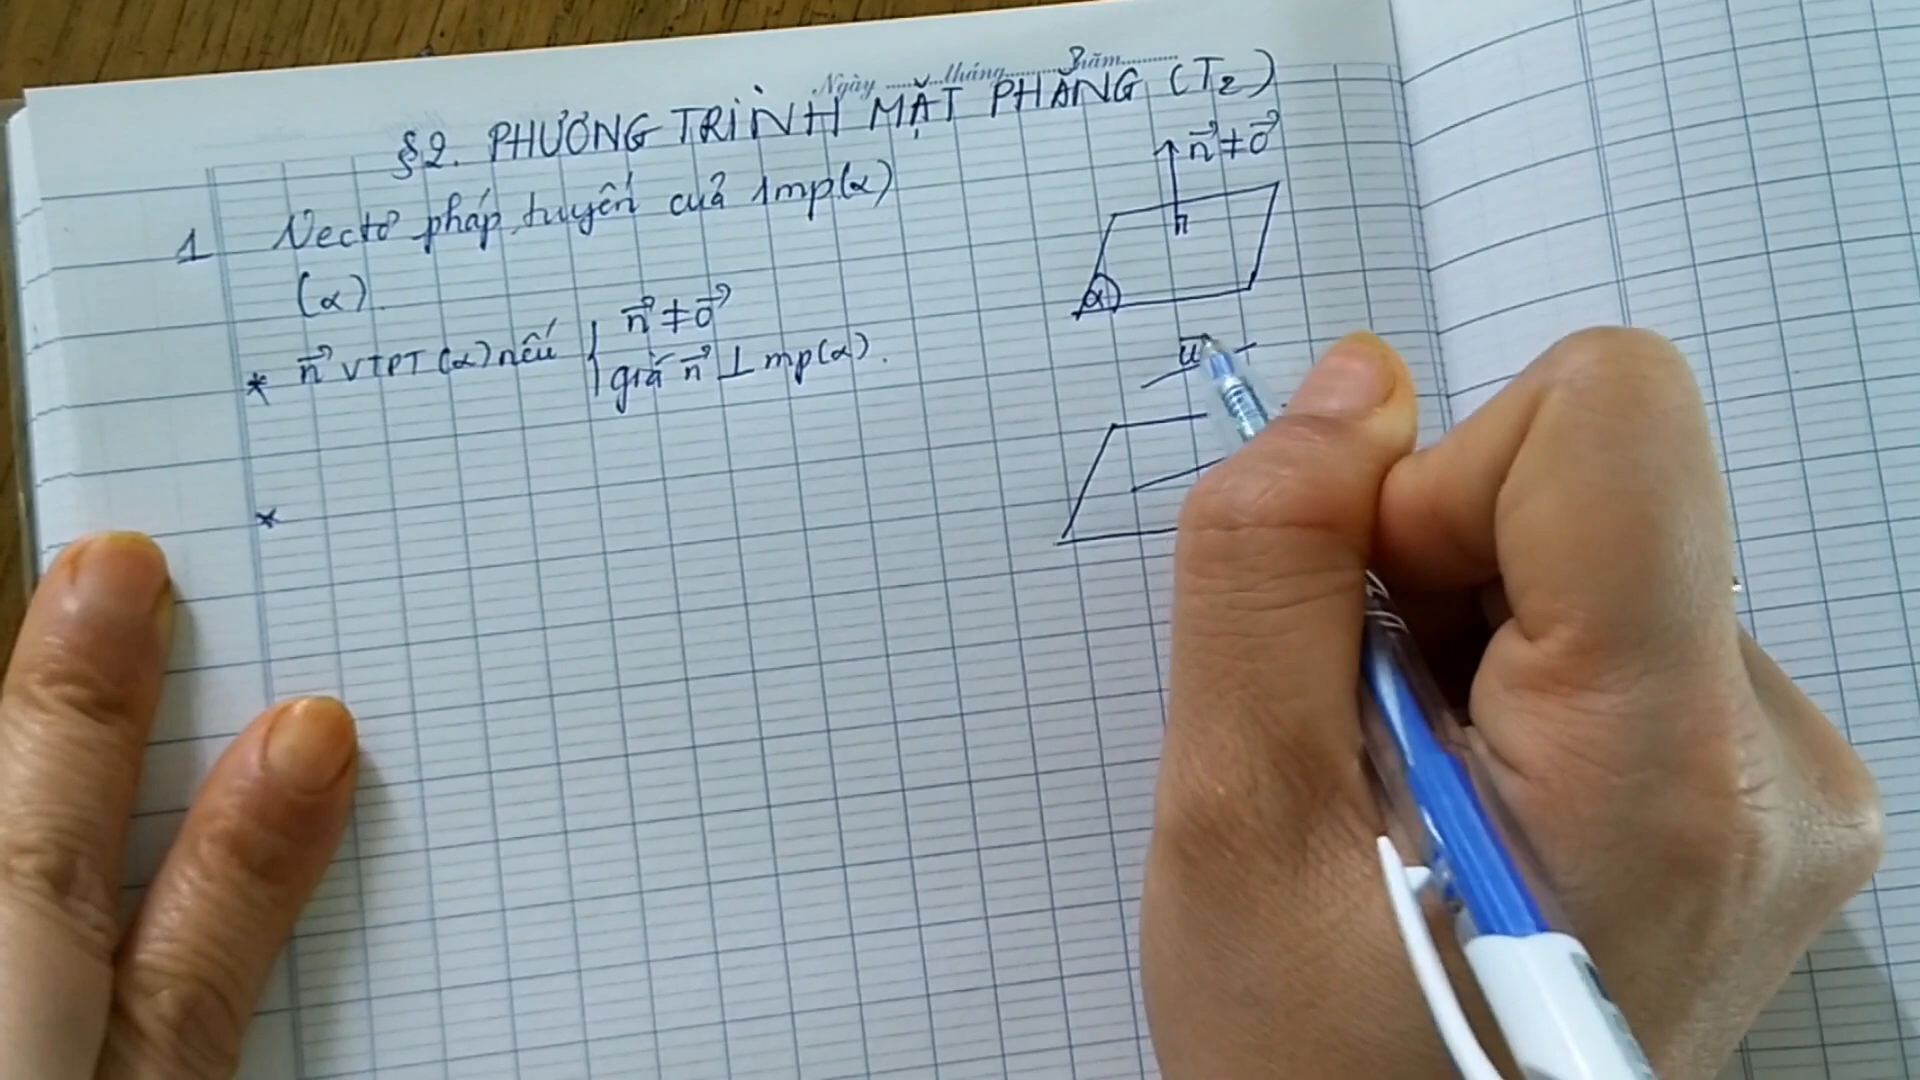 Ngày ........tháng..........năm..........
§2. PHƯƠNG TRÌNH MẶT PHẲNG (T2)
1 Vectơ pháp tuyến cuả 1mp(α)
(α).
* n⃗ VTPT (α) nếu { n⃗ ≠ 0⃗
giá n⃗ ⊥ mp(α).
*
n⃗ ≠ 0⃗
α
u⃗